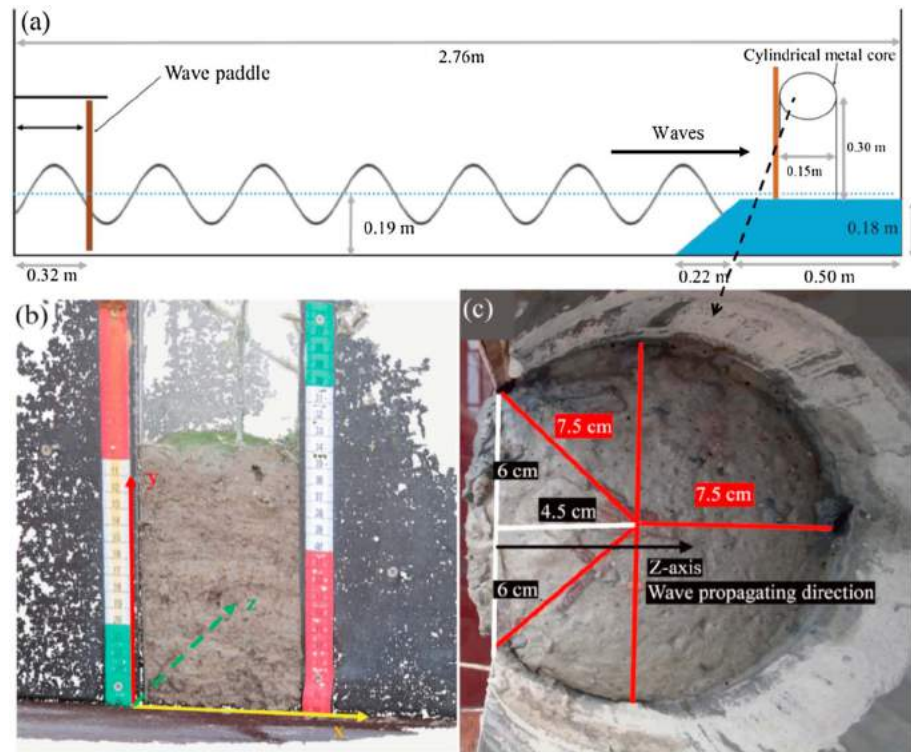 (a)
2.76m
Cylindrical metal core
Wave paddle
Waves
0.30 m
0.15m
0.19 m
0.18 m
0.32 m
0.22 m
0.50 m
(b)
y
z
x
(c)
7.5 cm
6 cm
7.5 cm
4.5 cm
Z-axis
6 cm
Wave propagating direction